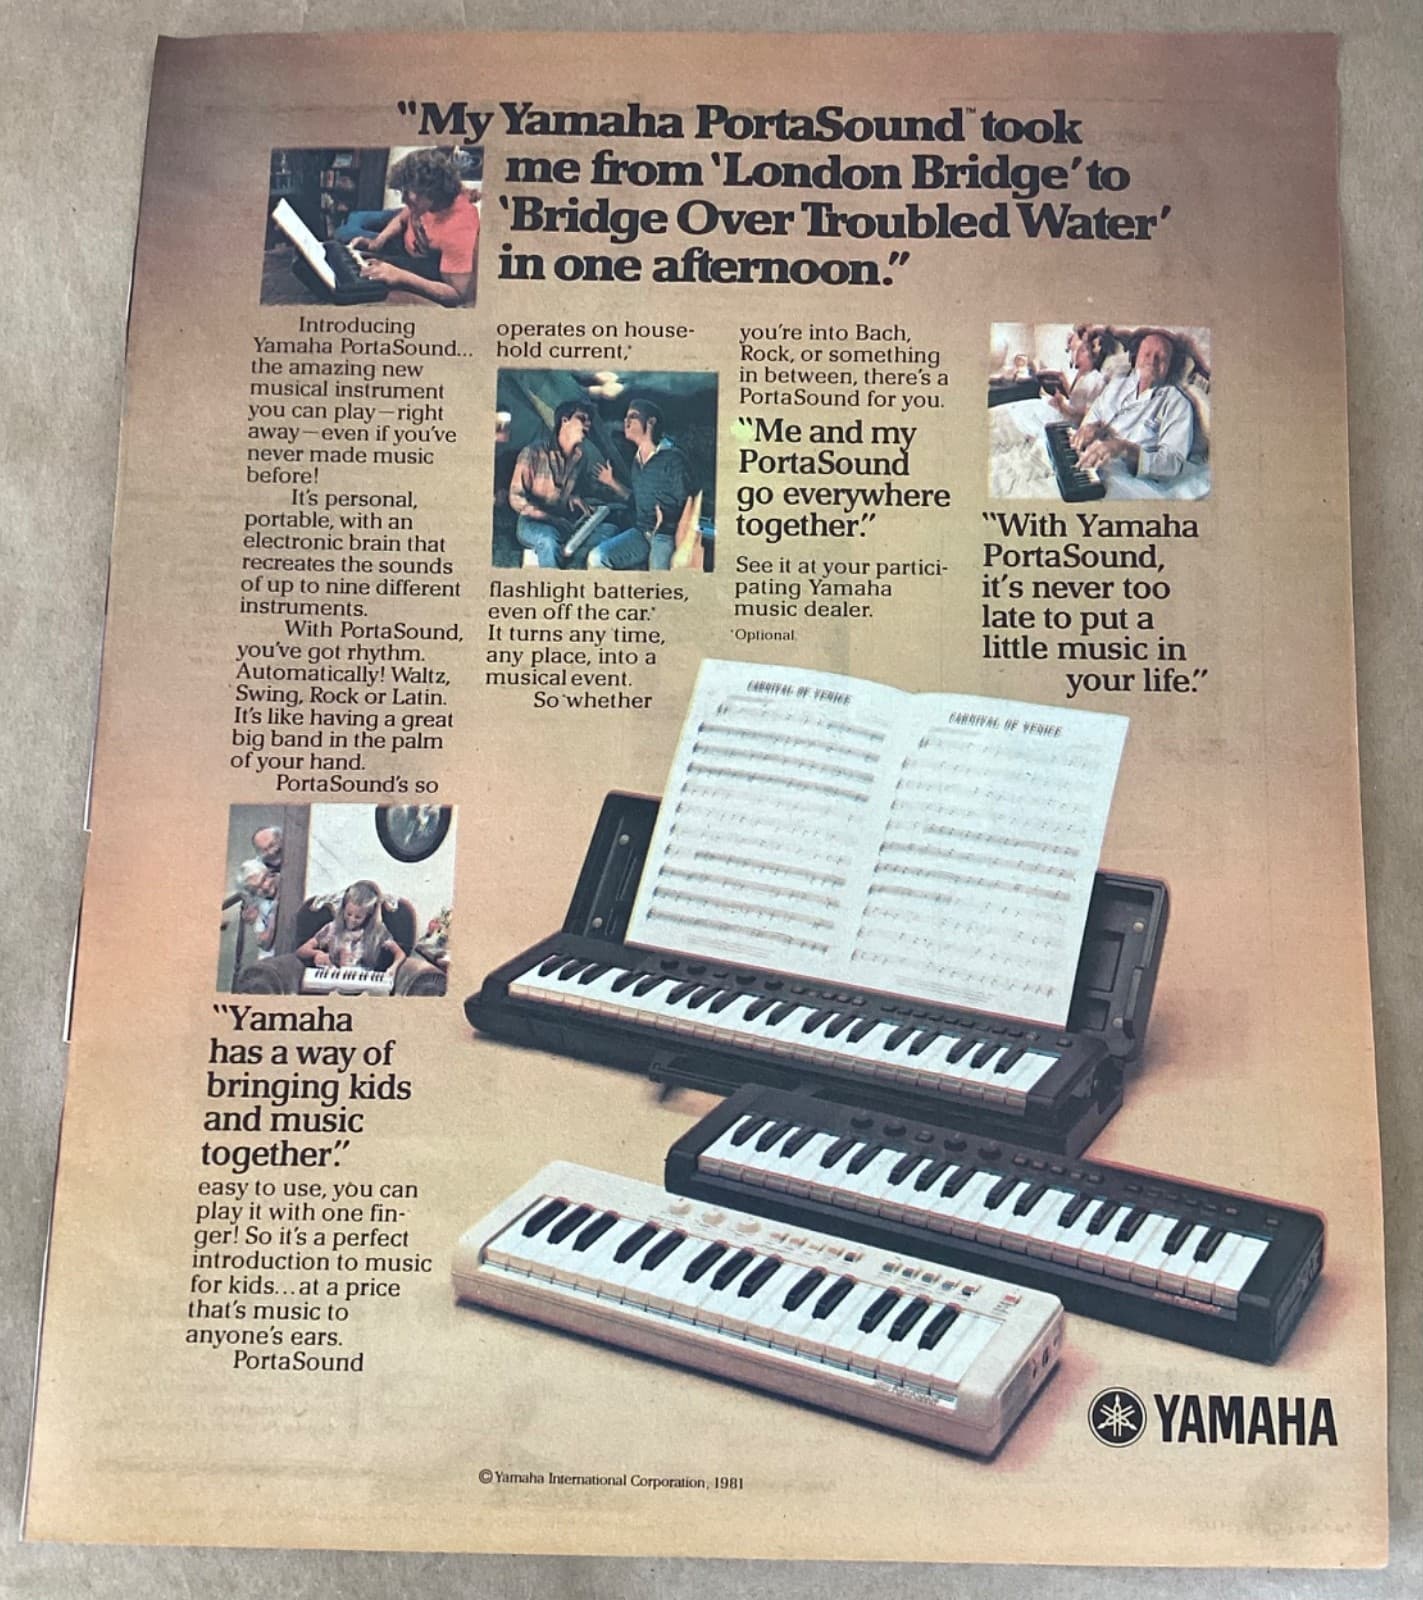 "My Yamaha PortaSound™ took
me from 'London Bridge' to
'Bridge Over Troubled Water'
in one afternoon."
Introducing
Yamaha PortaSound...
the amazing new
musical instrument
you can play—right
away—even if you've
never made music
before!
It's personal,
portable, with an
electronic brain that
recreates the sounds
of up to nine different
instruments.
With PortaSound,
you've got rhythm.
Automatically! Waltz,
Swing, Rock or Latin.
It's like having a great
big band in the palm
of your hand.
PortaSound's so
"Yamaha
has a way of
bringing kids
and music
together."
easy to use, you can
play it with one fin-
ger! So it's a perfect
introduction to music
for kids...at a price
that's music to
anyone's ears.
PortaSound
operates on house-
hold current,*
flashlight batteries,
even off the car.*
It turns any time,
any place, into a
musical event.
So whether
you're into Bach,
Rock, or something
in between, there's a
PortaSound for you.
"Me and my
PortaSound
go everywhere
together."
See it at your partici-
pating Yamaha
music dealer.
*Optional.
"With Yamaha
PortaSound,
it's never too
late to put a
little music in
your life."
CARNIVAL OF VENICE
CARNIVAL OF VENICE
YAMAHA
© Yamaha International Corporation, 1981